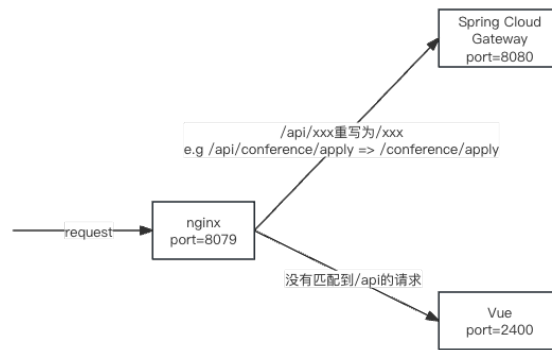 Spring Cloud
Gateway
port=8080
/api/xxx重写为/xxx
e.g /api/conference/apply => /conference/apply
request
nginx
port=8079
没有匹配到/api的请求
Vue
port=2400